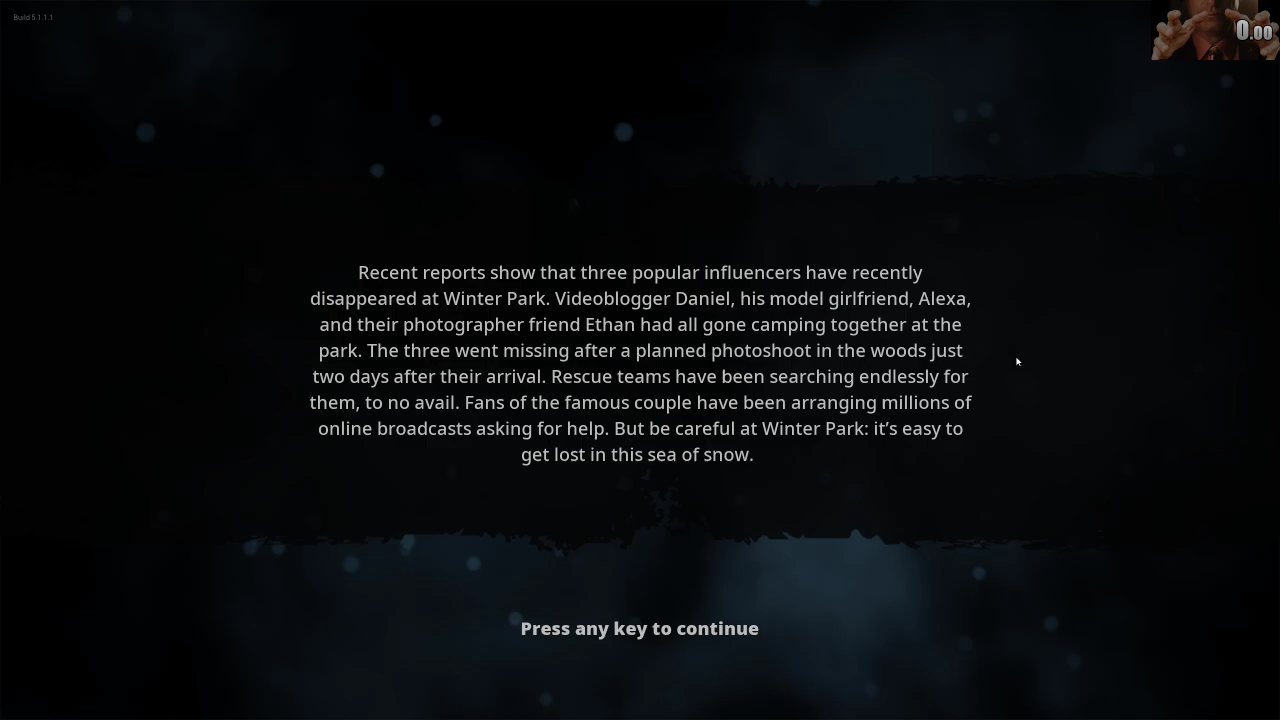 Build 5.1.1.1
0.00
Recent reports show that three popular influencers have recently
disappeared at Winter Park. Videoblogger Daniel, his model girlfriend, Alexa,
and their photographer friend Ethan had all gone camping together at the
park. The three went missing after a planned photoshoot in the woods just
two days after their arrival. Rescue teams have been searching endlessly for
them, to no avail. Fans of the famous couple have been arranging millions of
online broadcasts asking for help. But be careful at Winter Park: it’s easy to
get lost in this sea of snow.
Press any key to continue